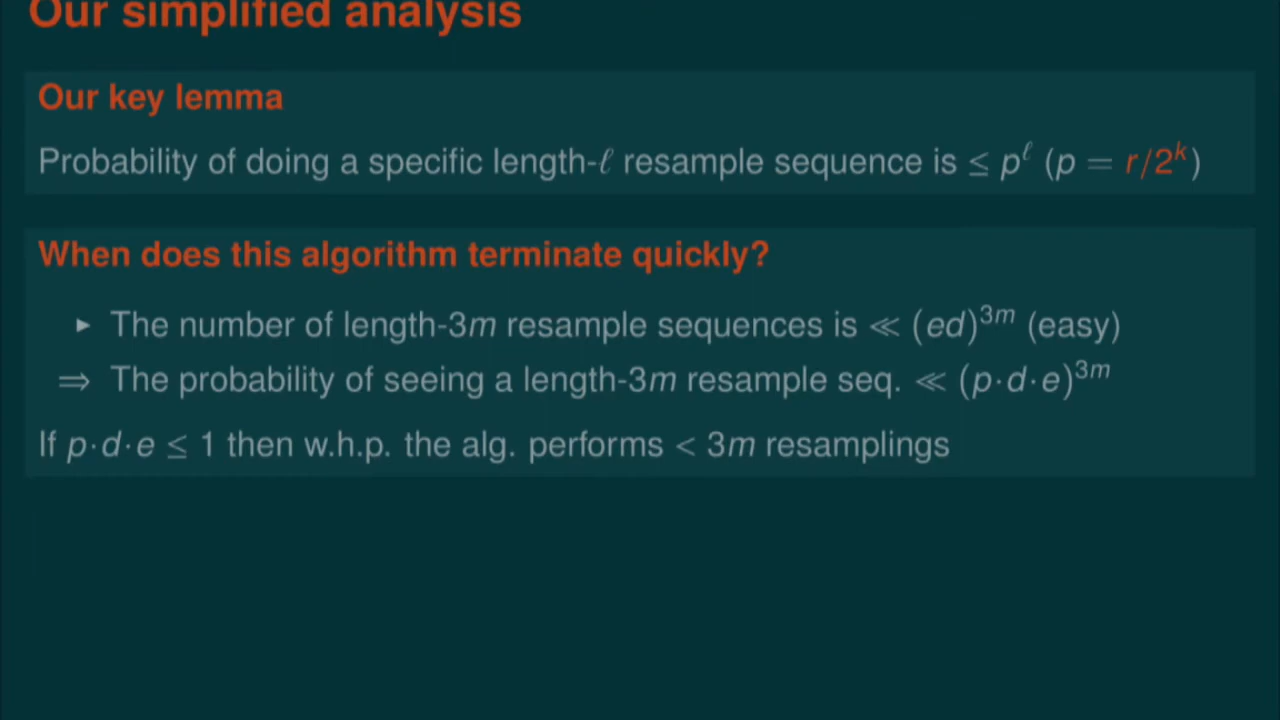 Our simplified analysis
Our key lemma
Probability of doing a specific length-ℓ resample sequence is ≤ p^ℓ (p = r/2^k)
When does this algorithm terminate quickly?
▸ The number of length-3m resample sequences is ≪ (ed)^3m (easy)
⇒ The probability of seeing a length-3m resample seq. ≪ (p·d·e)^3m
If p·d·e ≤ 1 then w.h.p. the alg. performs < 3m resamplings